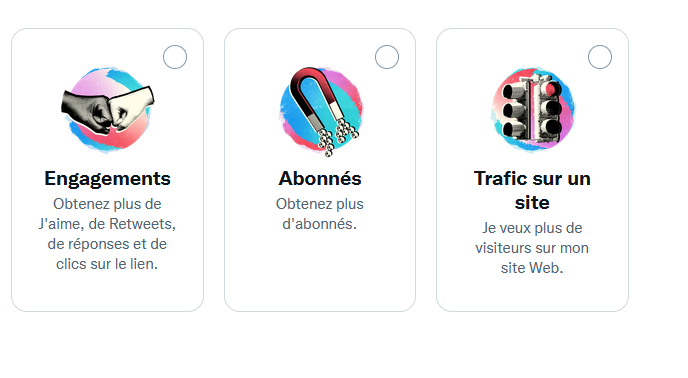 Engagements
Obtenez plus de
J'aime, de Retweets,
de réponses et de
clics sur le lien.
Abonnés
Obtenez plus
d'abonnés.
Trafic sur un
site
Je veux plus de
visiteurs sur mon
site Web.